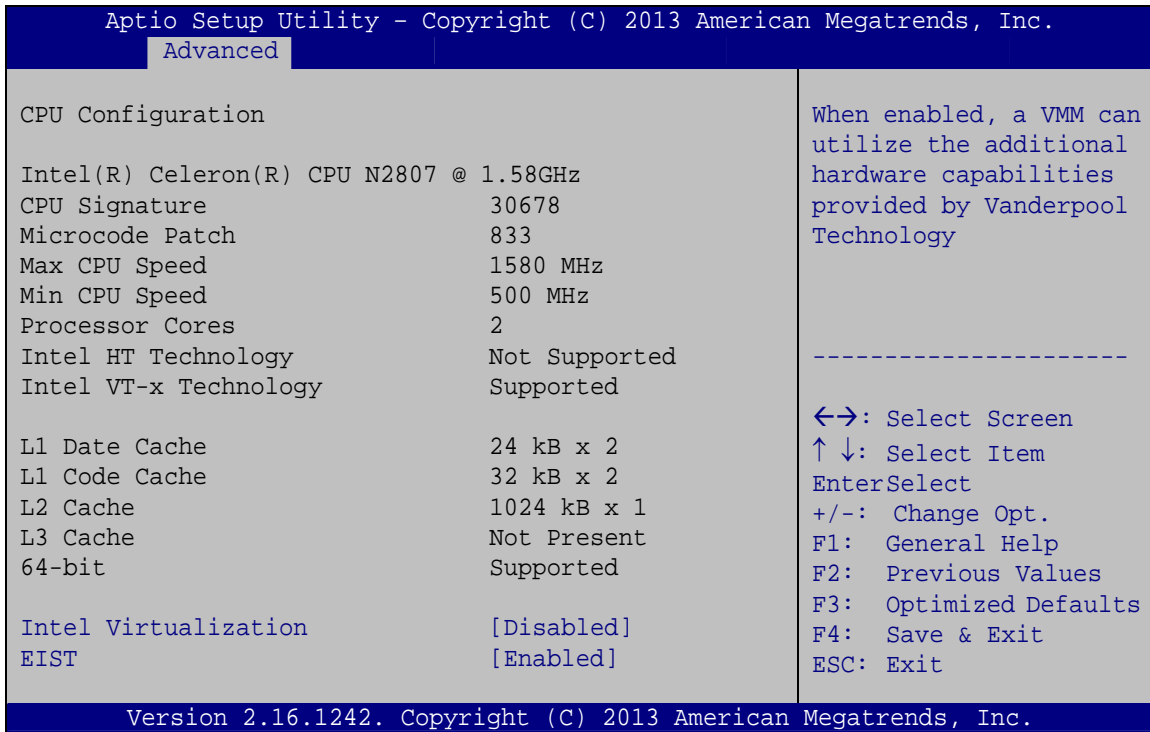 Aptio Setup Utility – Copyright (C) 2013 American Megatrends, Inc.
Advanced
CPU Configuration
Intel(R) Celeron(R) CPU N2807 @ 1.58GHz
CPU Signature 30678
Microcode Patch 833
Max CPU Speed 1580 MHz
Min CPU Speed 500 MHz
Processor Cores 2
Intel HT Technology Not Supported
Intel VT-x Technology Supported
L1 Date Cache 24 kB x 2
L1 Code Cache 32 kB x 2
L2 Cache 1024 kB x 1
L3 Cache Not Present
64-bit Supported
Intel Virtualization [Disabled]
EIST [Enabled]
When enabled, a VMM can
utilize the additional
hardware capabilities
provided by Vanderpool
Technology
----------------------
←→: Select Screen
↑ ↓: Select Item
EnterSelect
+/-: Change Opt.
F1: General Help
F2: Previous Values
F3: Optimized Defaults
F4: Save & Exit
ESC: Exit
Version 2.16.1242. Copyright (C) 2013 American Megatrends, Inc.